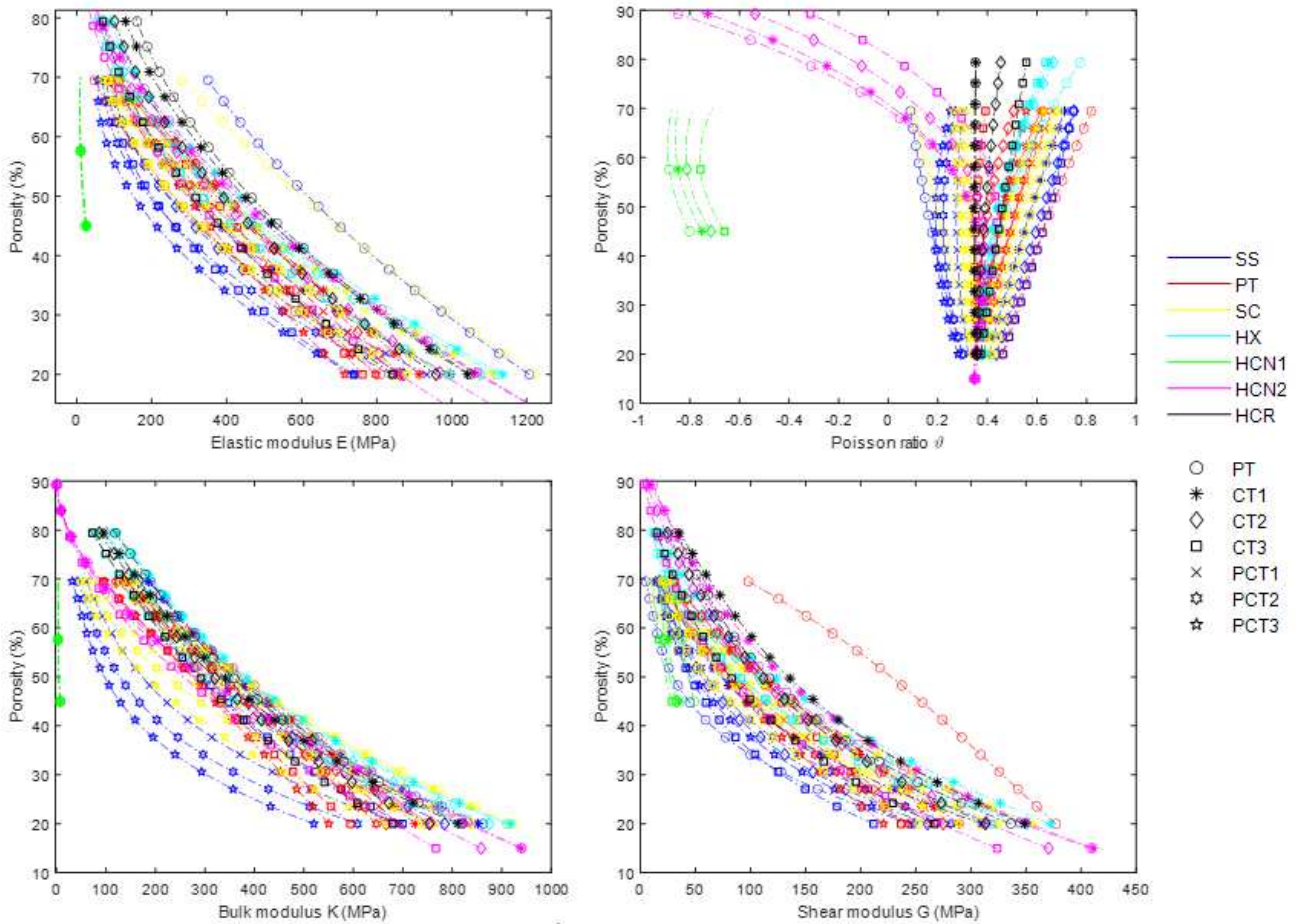 80
70
60
50
40
30
20
Porosity (%)
0 200 400 600 800 1000 1200
Elastic modulus E (MPa)
90
80
70
60
50
40
30
20
10
Porosity (%)
-1 -0.8 -0.6 -0.4 -0.2 0 0.2 0.4 0.6 0.8 1
Poisson ratio ϑ
90
80
70
60
50
40
30
20
10
Porosity (%)
0 100 200 300 400 500 600 700 800 900 1000
Bulk modulus K (MPa)
90
80
70
60
50
40
30
20
10
Porosity (%)
0 50 100 150 200 250 300 350 400 450
Shear modulus G (MPa)
SS
PT
SC
HX
HCN1
HCN2
HCR
PT
CT1
CT2
CT3
PCT1
PCT2
PCT3